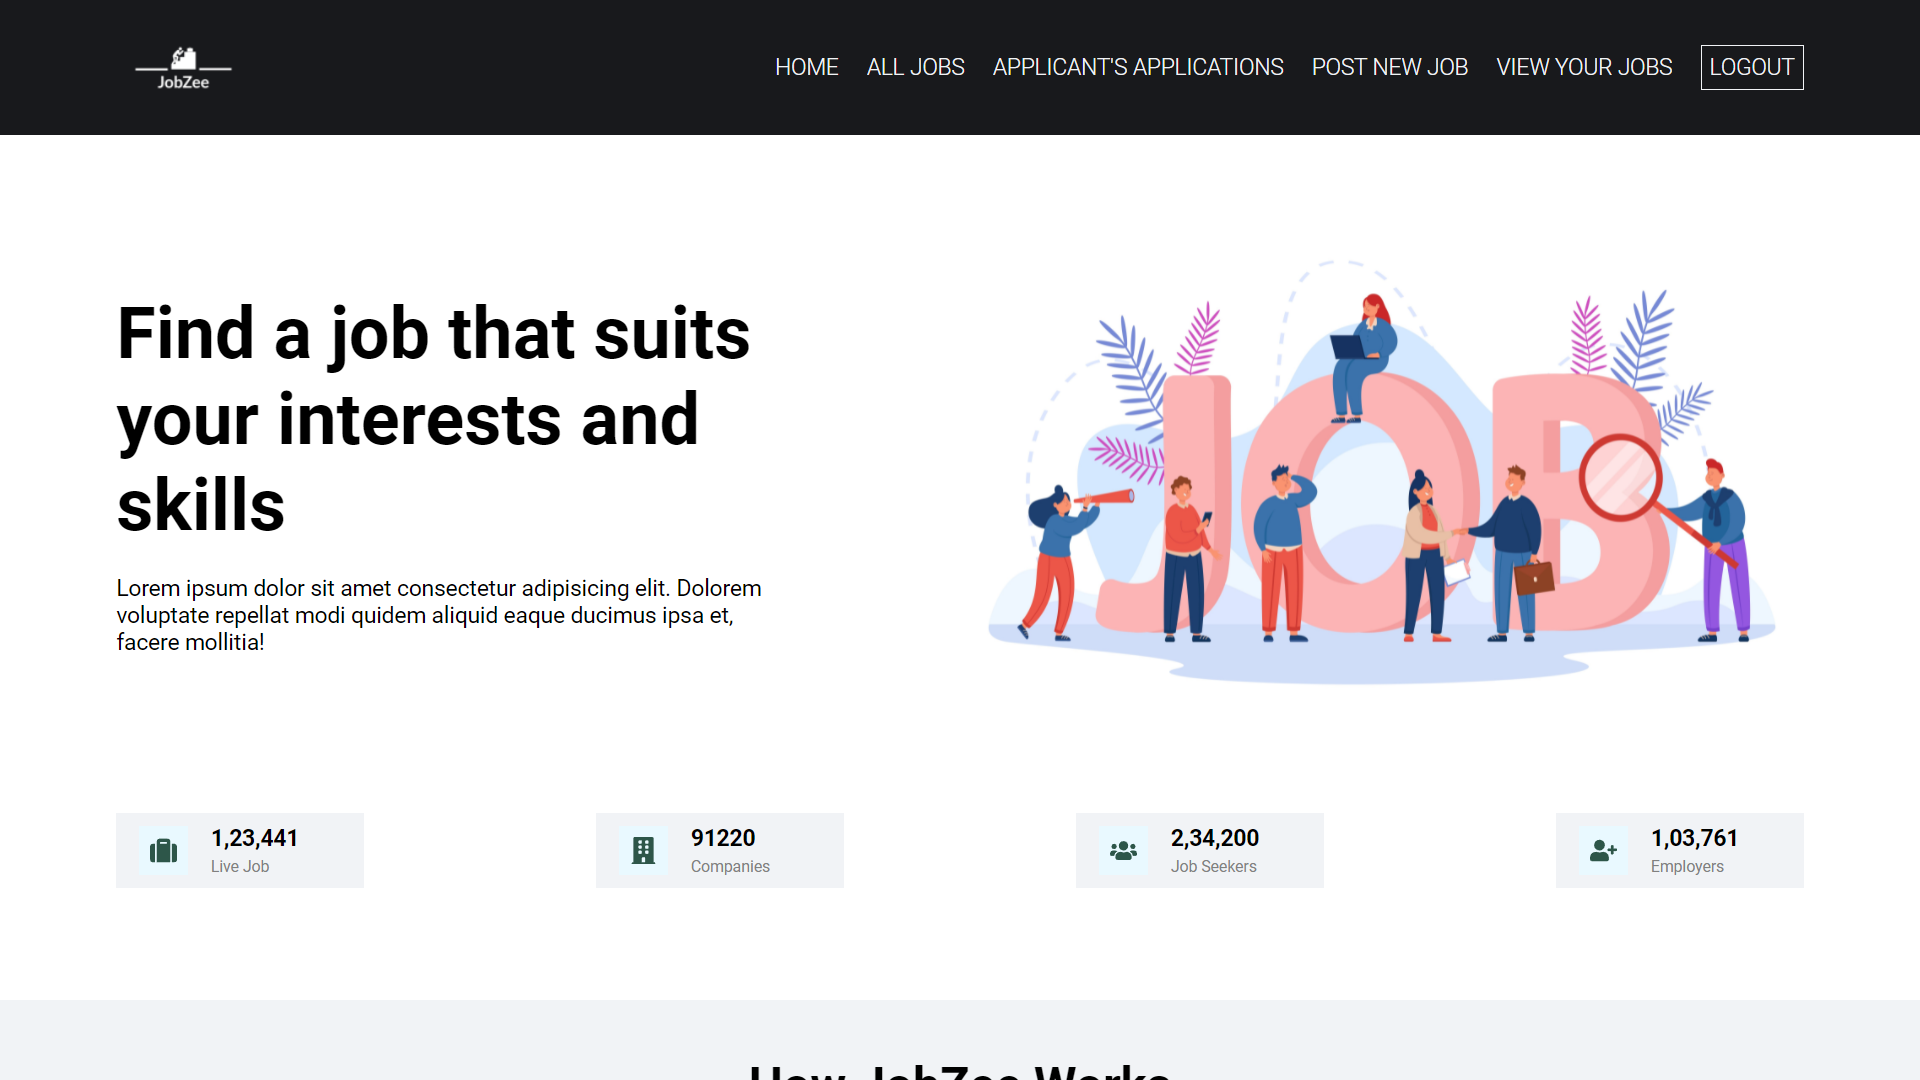 JobZee
HOME ALL JOBS APPLICANT'S APPLICATIONS POST NEW JOB VIEW YOUR JOBS LOGOUT
Find a job that suits
your interests and
skills
Lorem ipsum dolor sit amet consectetur adipisicing elit. Dolorem
voluptate repellat modi quidem aliquid eaque ducimus ipsa et,
facere mollitia!
JOB
1,23,441
Live Job
91220
Companies
2,34,200
Job Seekers
1,03,761
Employers
How JobZee Works